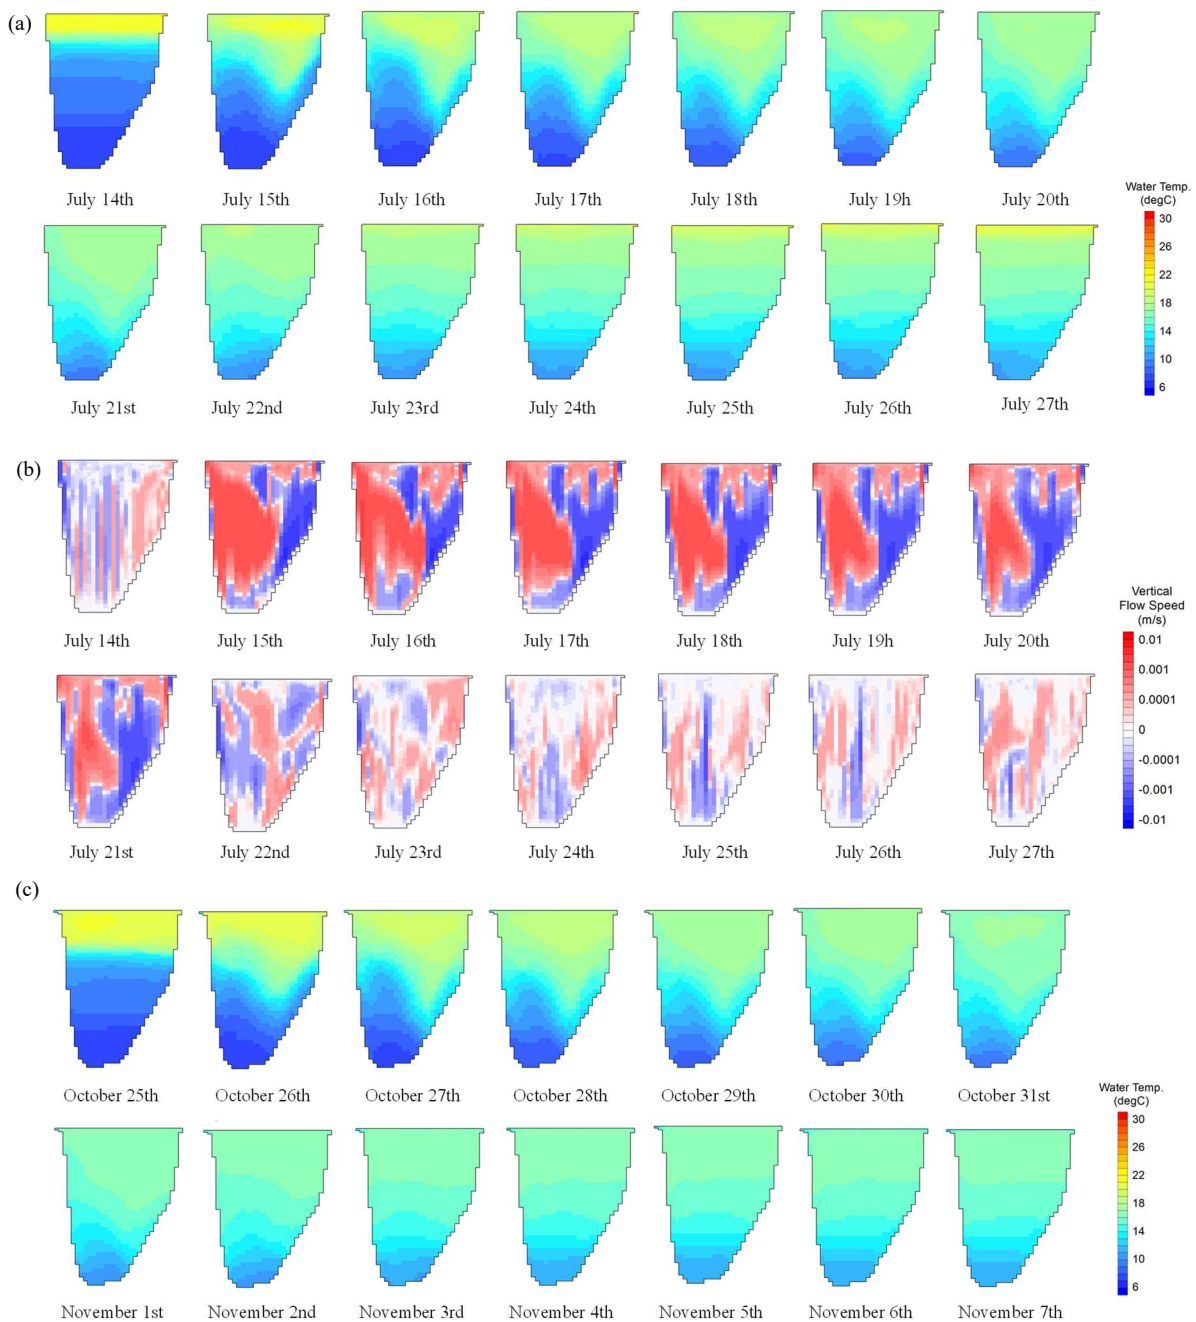 (a)
July 14th July 15th July 16th July 17th July 18th July 19h July 20th
Water Temp.
(degC)
30
26
22
18
14
10
6
July 21st July 22nd July 23rd July 24th July 25th July 26th July 27th
(b)
July 14th July 15th July 16th July 17th July 18th July 19h July 20th
Vertical
Flow Speed
(m/s)
0.01
0.001
0.0001
0
-0.0001
-0.001
-0.01
July 21st July 22nd July 23rd July 24th July 25th July 26th July 27th
(c)
October 25th October 26th October 27th October 28th October 29th October 30th October 31st
Water Temp.
(degC)
30
26
22
18
14
10
6
November 1st November 2nd November 3rd November 4th November 5th November 6th November 7th